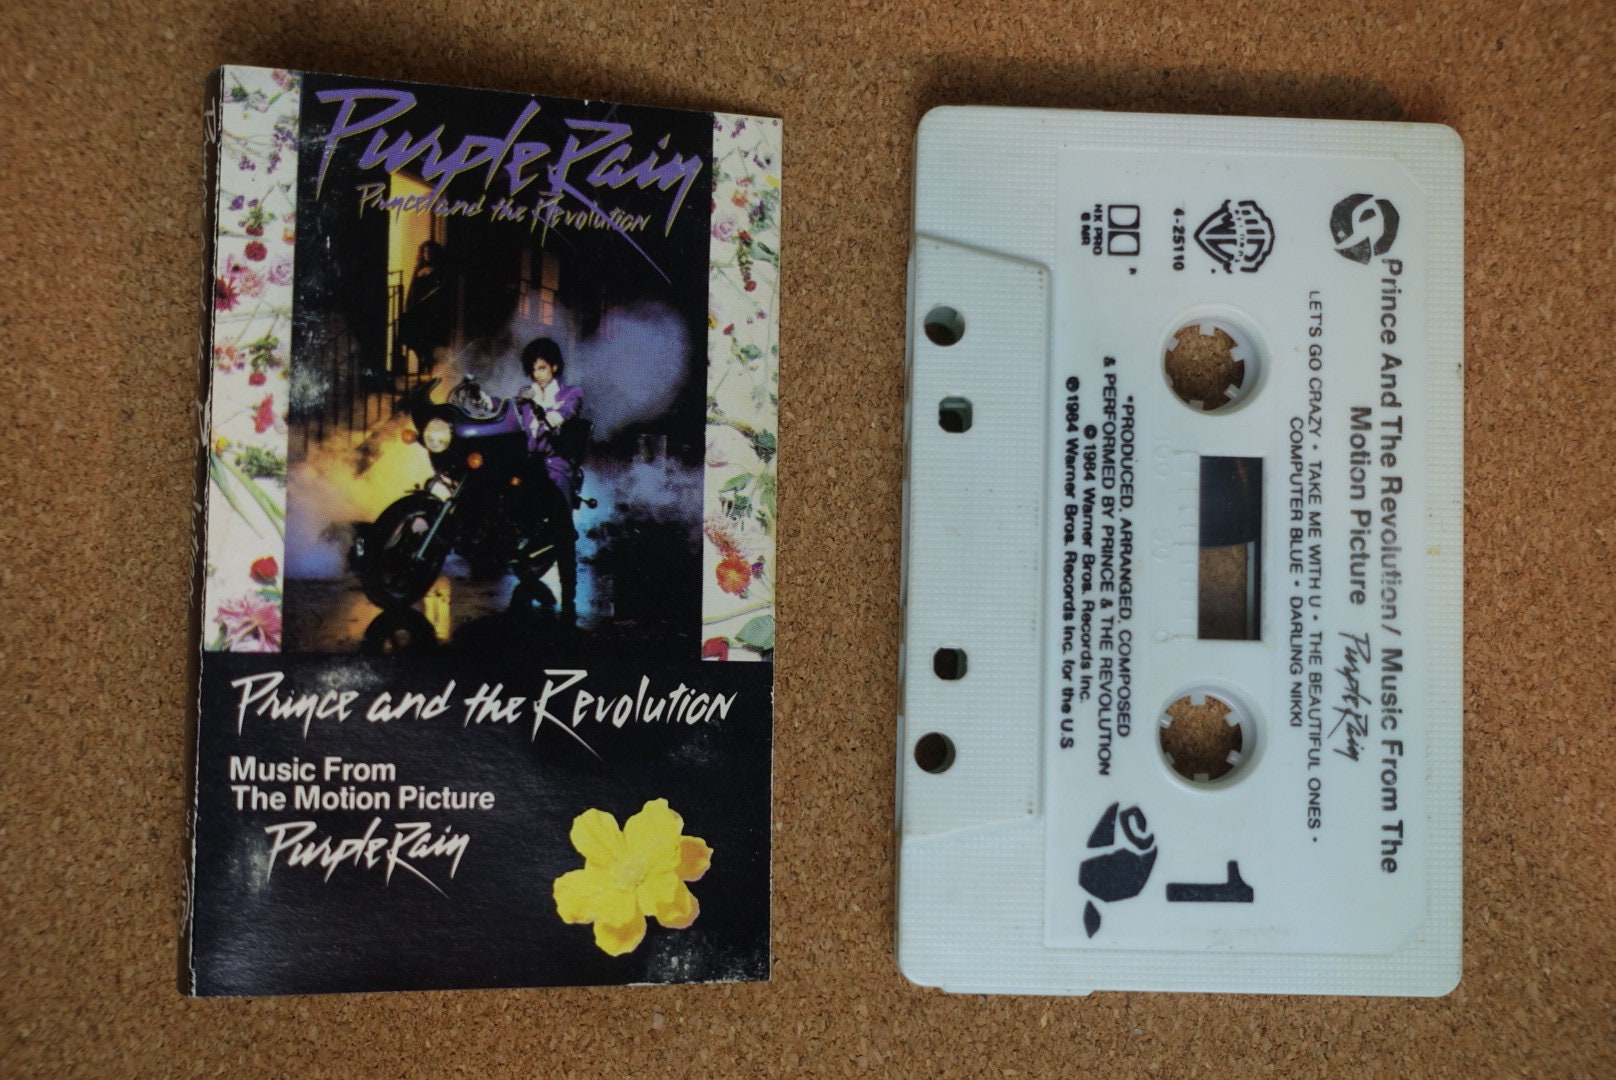 Purple Rain
Prince and the Revolution
Prince and the Revolution
Music From
The Motion Picture
Purple Rain
Prince And The Revolution/ Music From The
Motion Picture Purple Rain
LET'S GO CRAZY • TAKE ME WITH U • THE BEAUTIFUL ONES •
COMPUTER BLUE • DARLING NIKKI
4-25110
HX PRO
B NR
1
*PRODUCED, ARRANGED, COMPOSED
& PERFORMED BY PRINCE & THE REVOLUTION
©1984 Warner Bros. Records Inc.
℗1984 Warner Bros. Records Inc. for the U.S